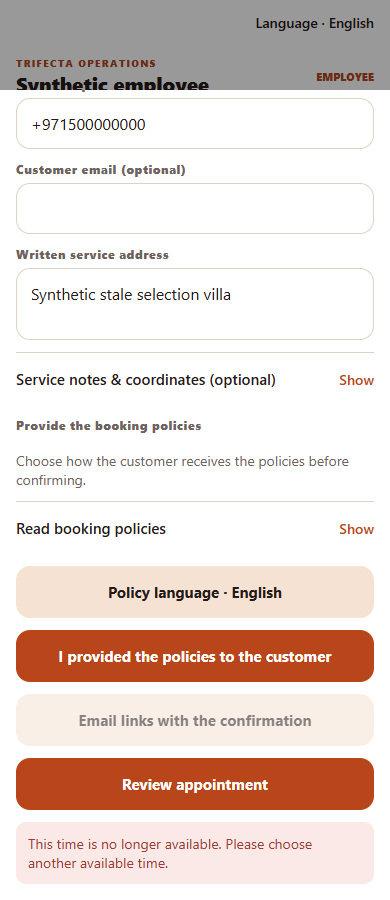 Language · English
TRIFECTA OPERATIONS
Synthetic employee
EMPLOYEE
+971500000000
Customer email (optional)
Written service address
Synthetic stale selection villa
Service notes & coordinates (optional)
Show
Provide the booking policies
Choose how the customer receives the policies before
confirming.
Read booking policies
Show
Policy language · English
I provided the policies to the customer
Email links with the confirmation
Review appointment
This time is no longer available. Please choose
another available time.